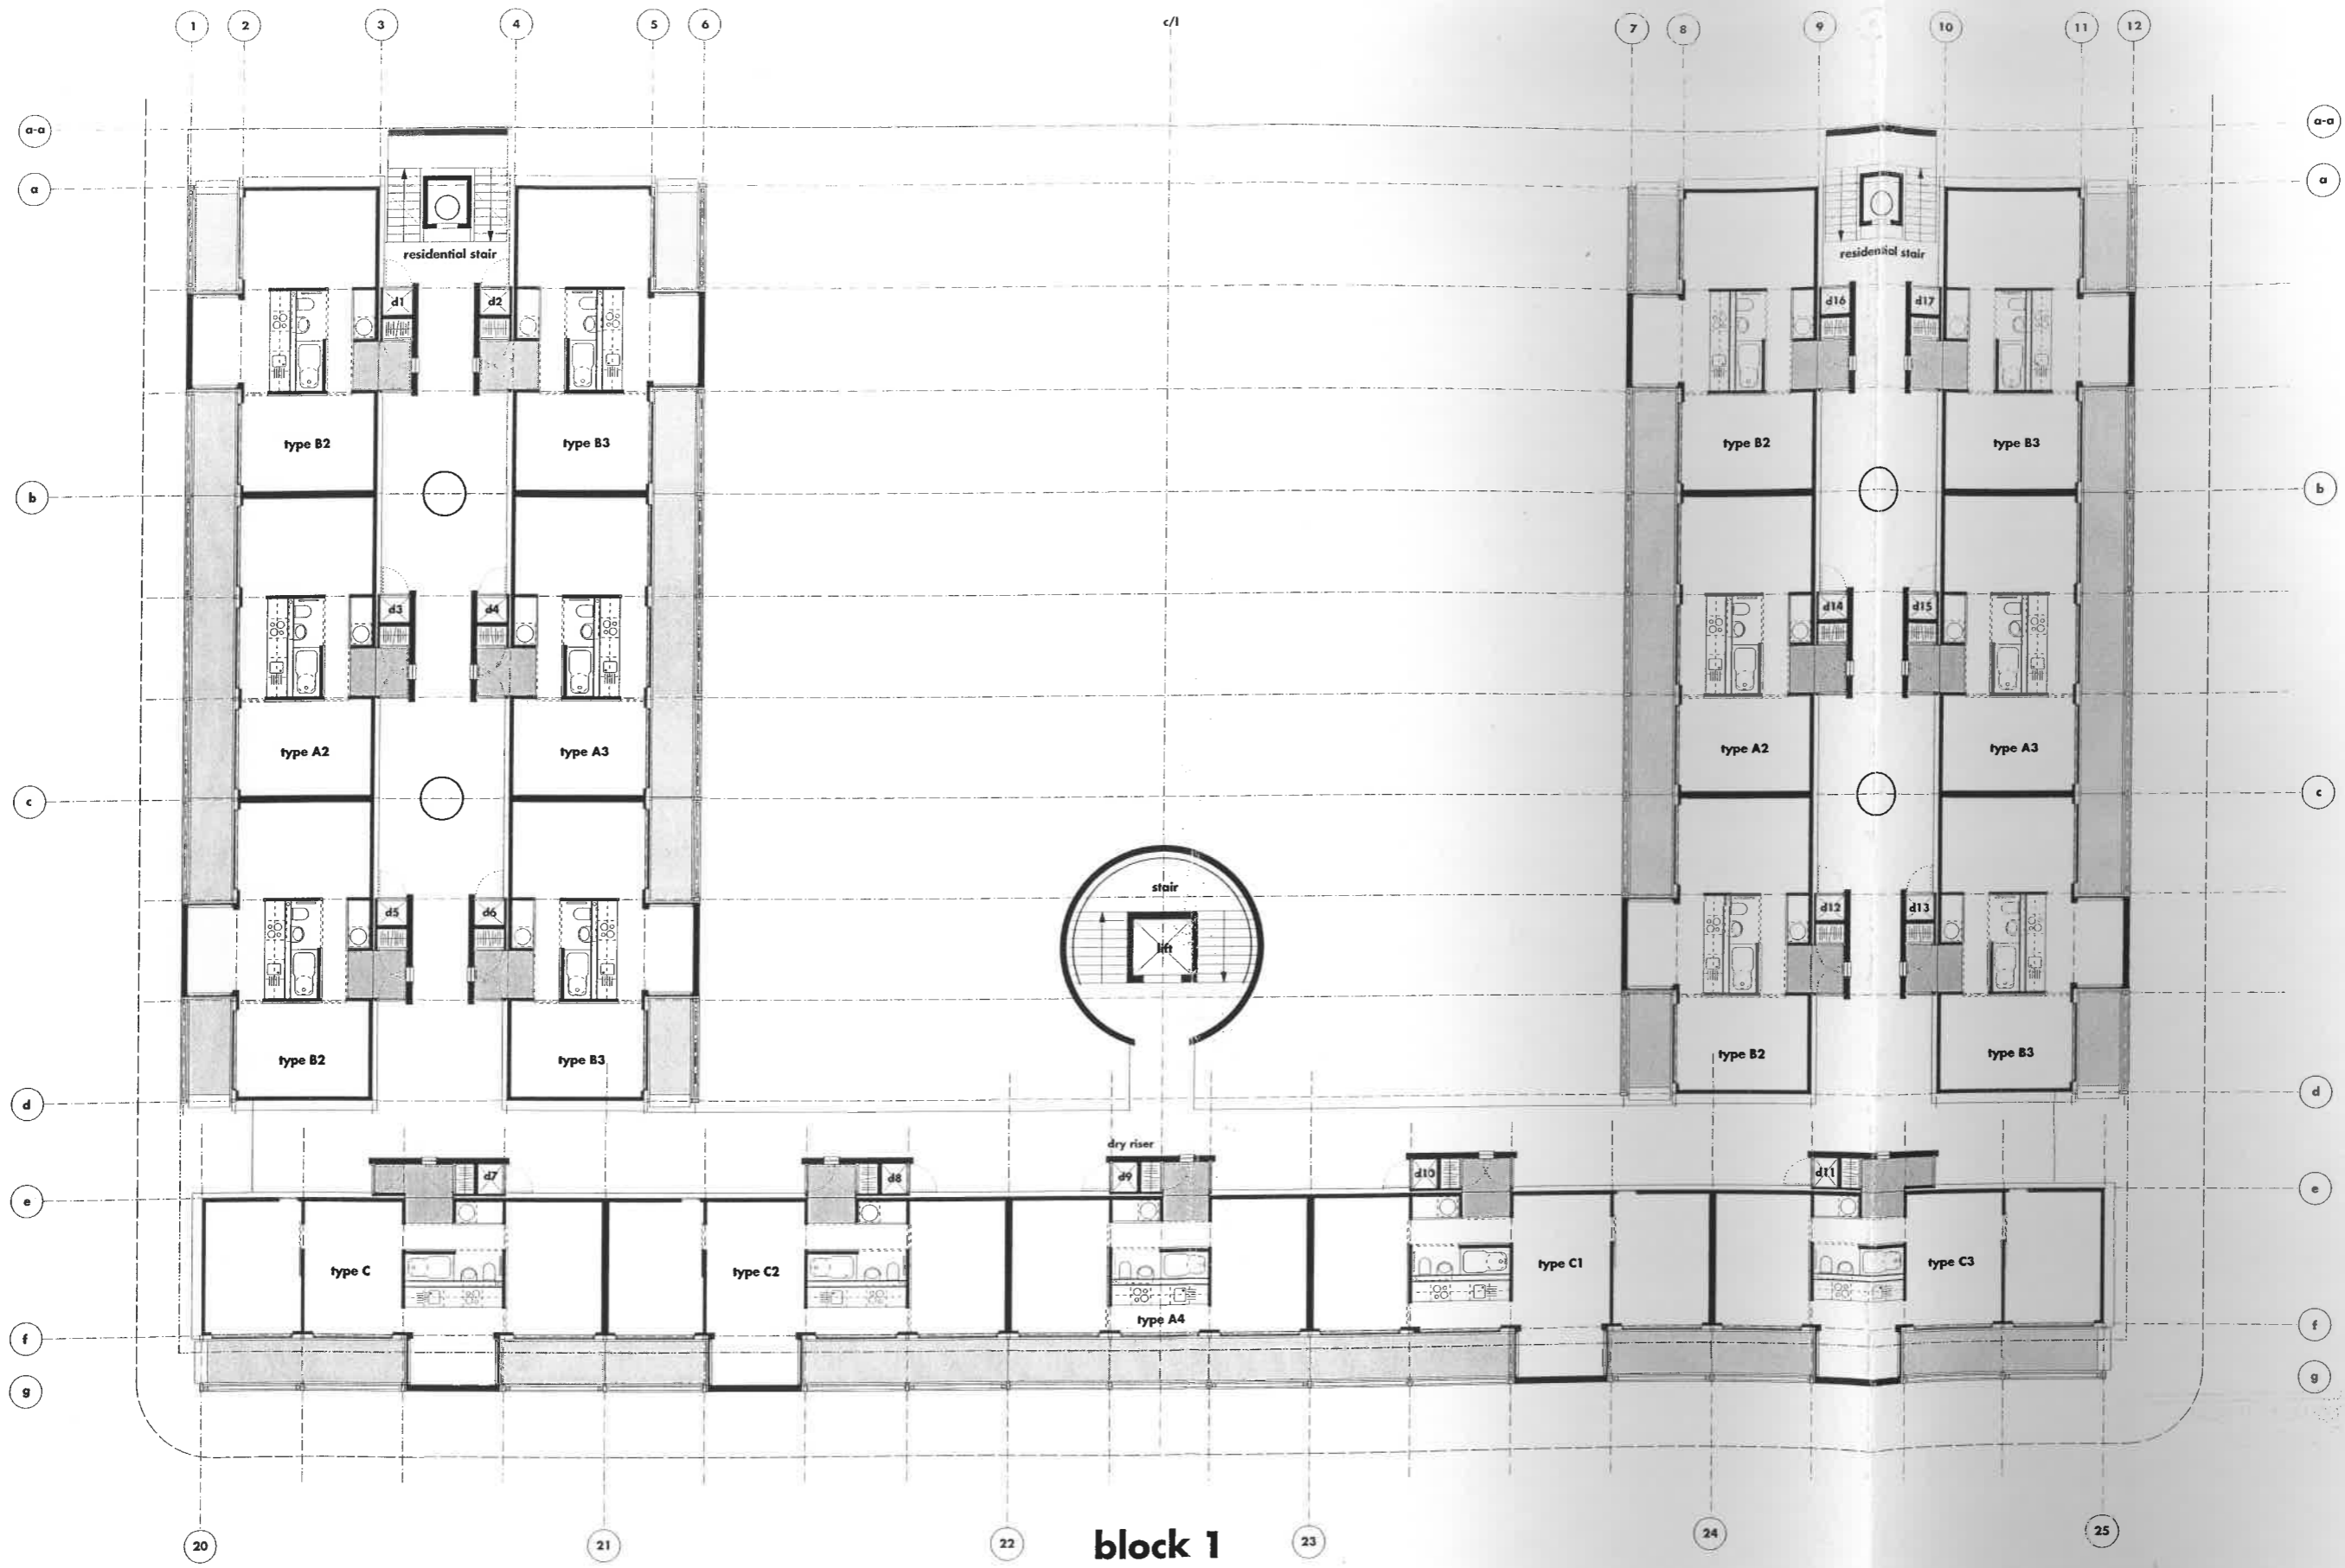 1 2 3 4 5 6 c/l 7 8 9 10 11 12
a-a a-a
a a
residential stair residential stair
d1 d2 d16 d17
type B2 type B3 type B2 type B3
b b
d3 d4 d14 d15
type A2 type A3 type A2 type A3
c c
stair
d5 d6 d12 d13
lift
type B2 type B3 type B2 type B3
d d
dry riser
d7 d8 d9 d10 d11
e e
type C type C2 type C1 type C3
type A4
f f
g g
20 21 22 23 24 25
block 1